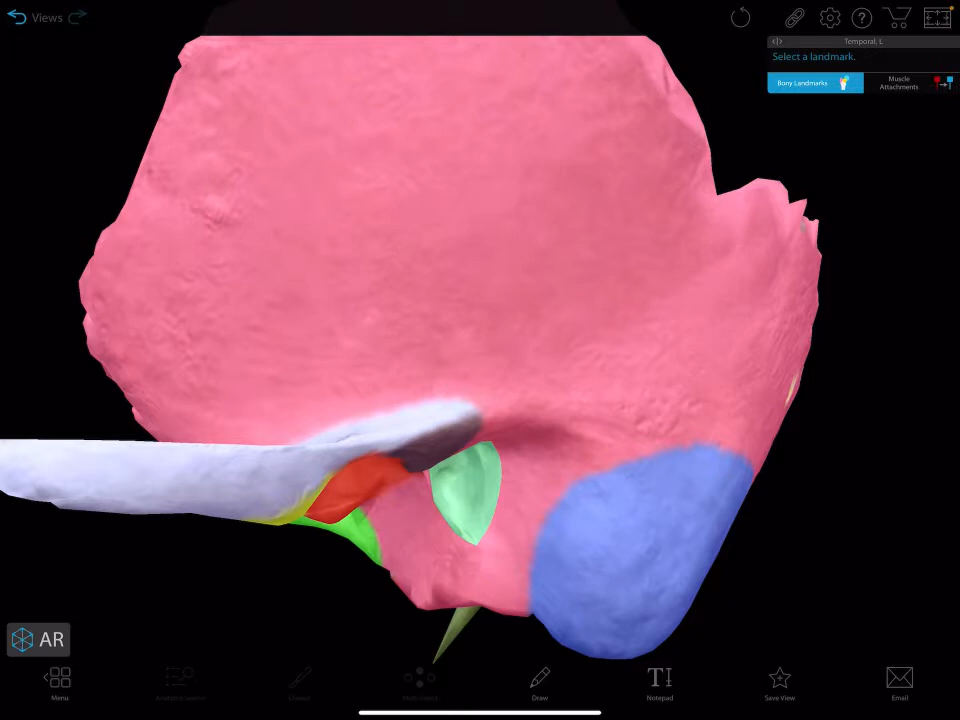 Views
Temporal, L
Select a landmark.
Bony Landmarks
Muscle
Attachments
AR
Menu
Draw
Notepad
Save View
Email